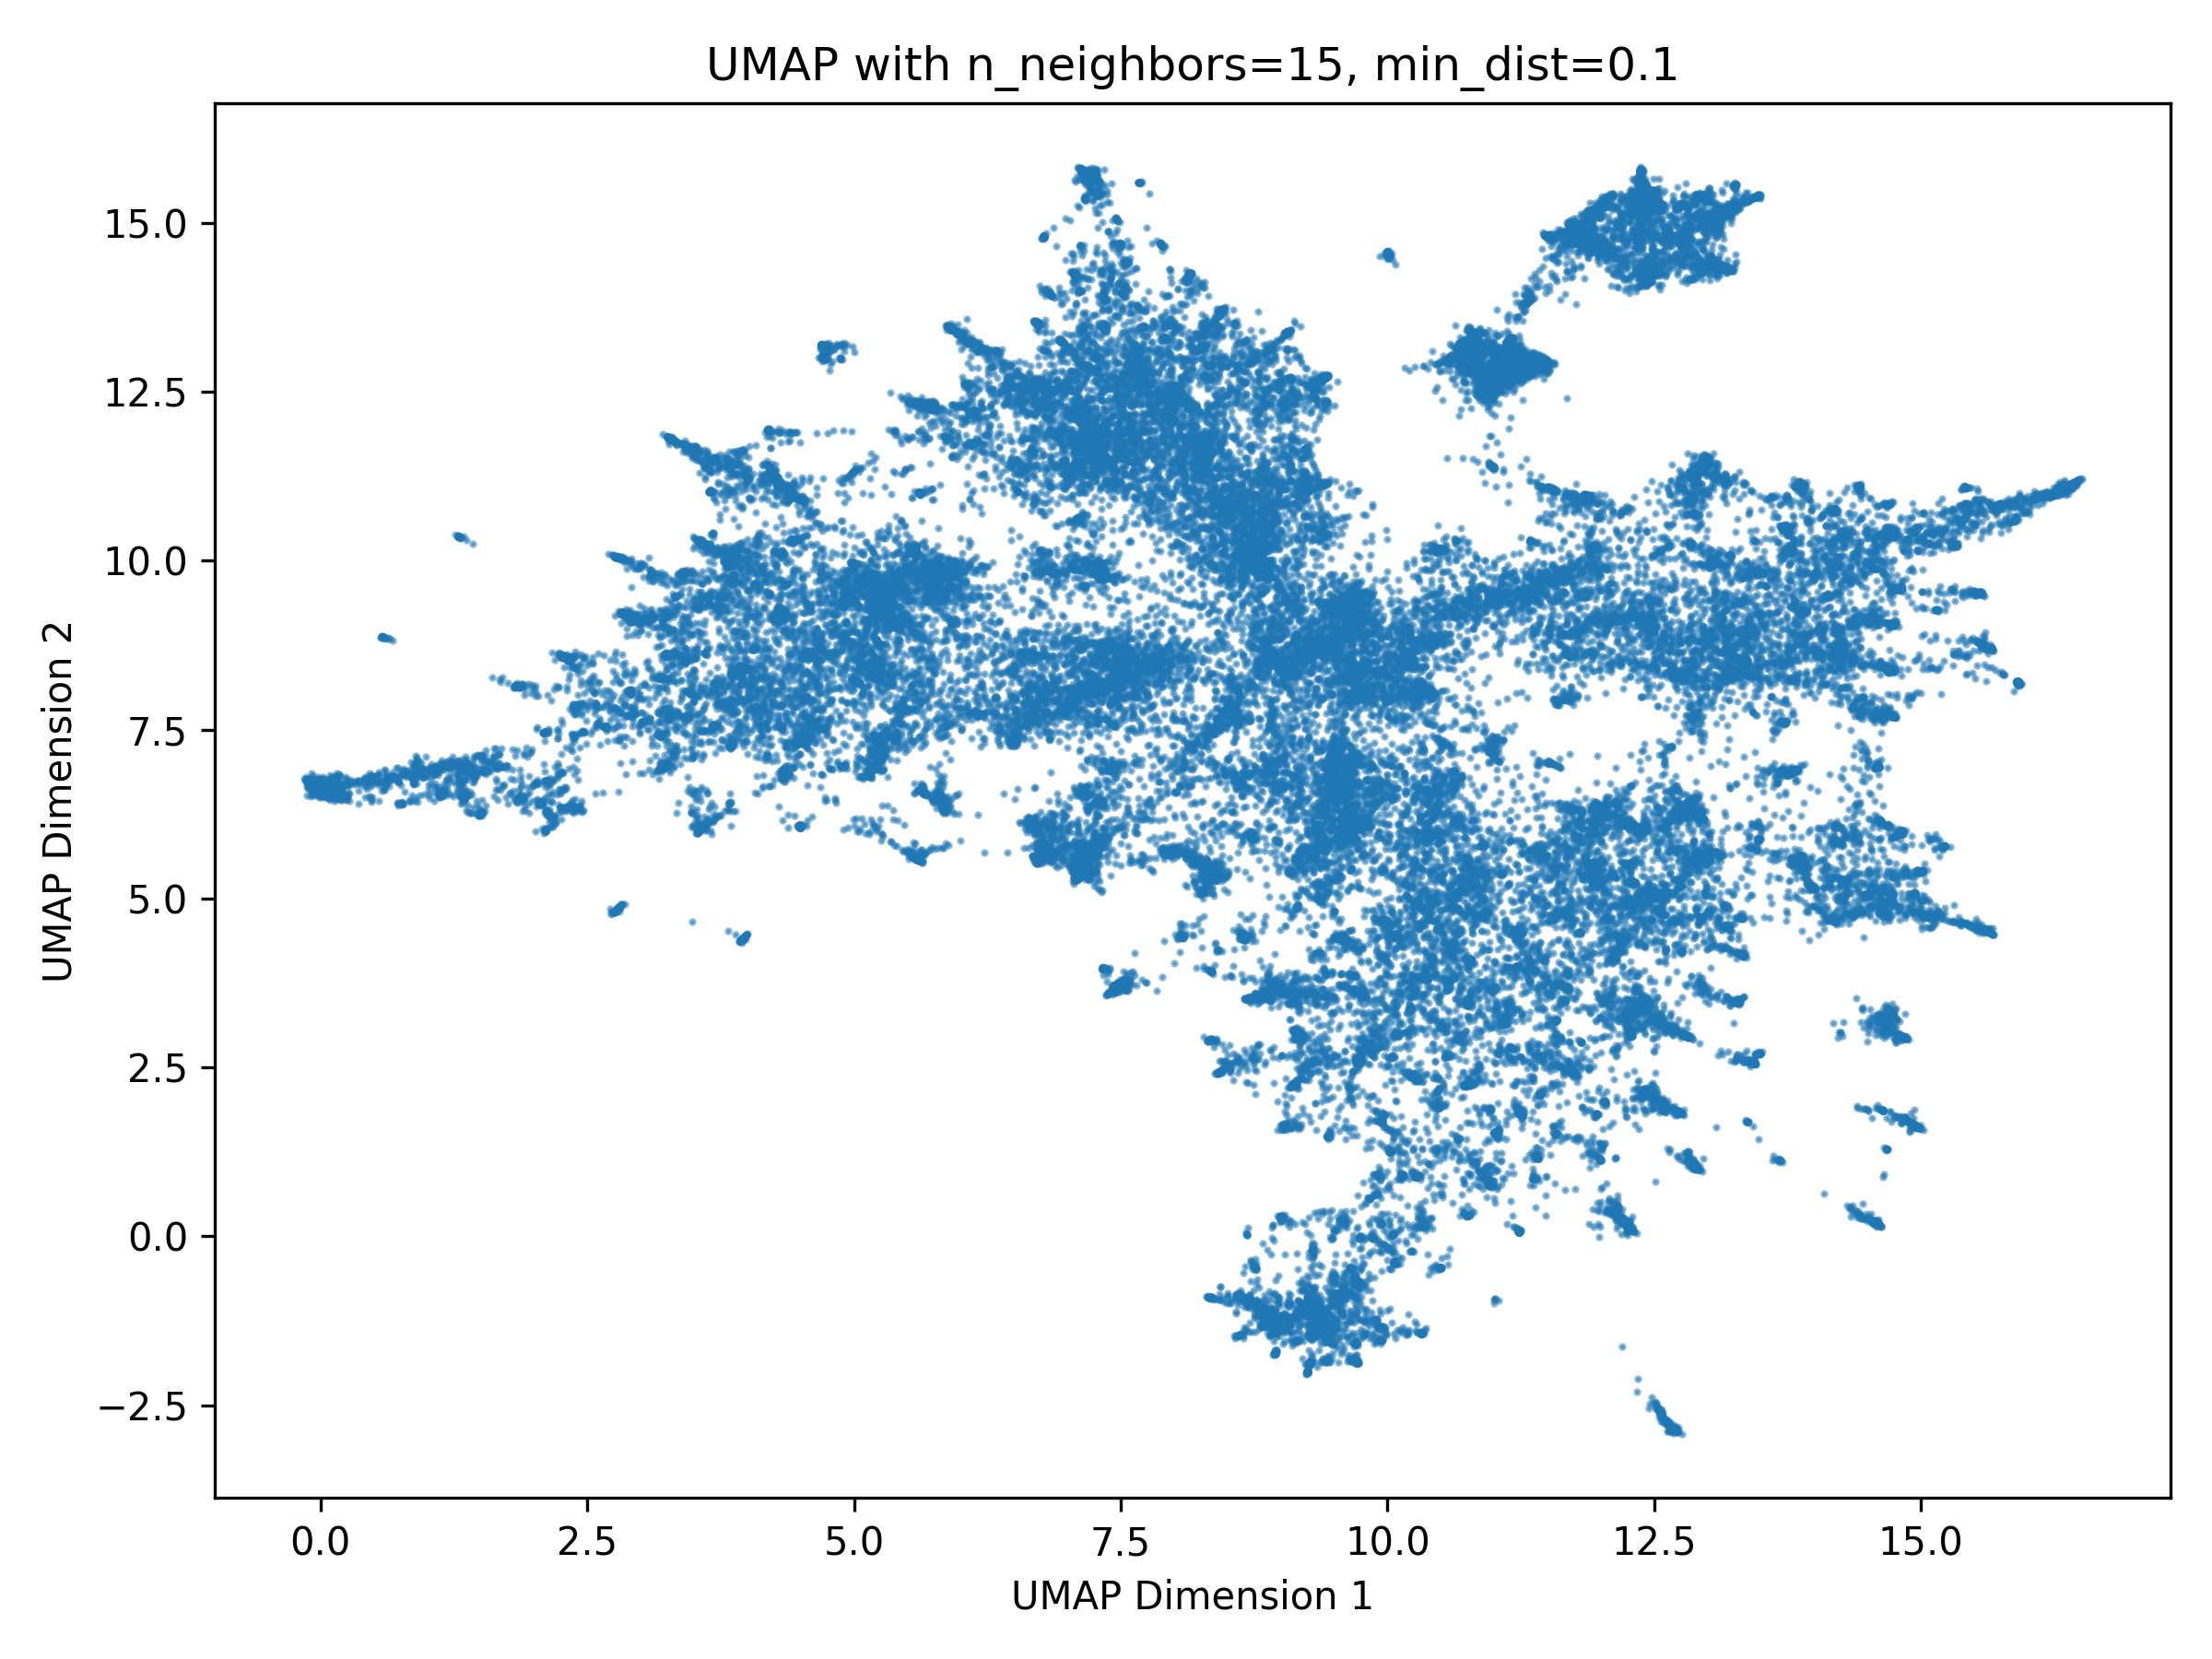 UMAP with n_neighbors=15, min_dist=0.1
UMAP Dimension 2
15.0
12.5
10.0
7.5
5.0
2.5
0.0
−2.5
0.0 2.5 5.0 7.5 10.0 12.5 15.0
UMAP Dimension 1